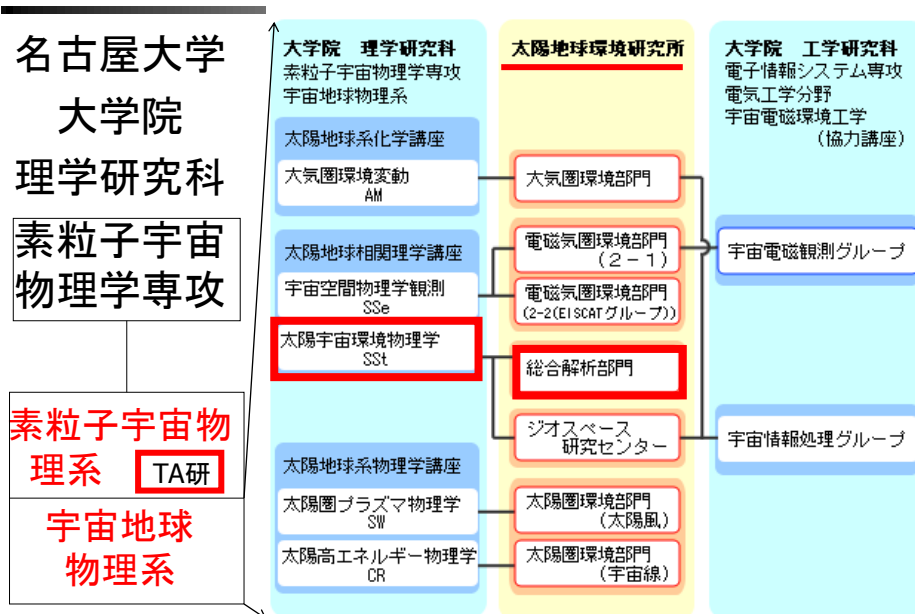 名古屋大学
大学院
理学研究科
素粒子宇宙
物理学専攻
素粒子宇宙物
理系
TA研
宇宙地球
物理系
大学院 理学研究科
素粒子宇宙物理学専攻
宇宙地球物理系
太陽地球系化学講座
大気圏環境変動
AM
太陽地球相関理学講座
宇宙空間物理学観測
SSe
太陽宇宙環境物理学
SSt
太陽地球系物理学講座
太陽圏プラズマ物理学
SW
太陽高エネルギー物理学
CR
太陽地球環境研究所
大気圏環境部門
電磁気圏環境部門
(2-1)
電磁気圏環境部門
(2-2(EISCATグループ))
総合解析部門
ジオスペース
研究センター
太陽圏環境部門
(太陽風)
太陽圏環境部門
(宇宙線)
大学院 工学研究科
電子情報システム専攻
電気工学分野
宇宙電磁環境工学
(協力講座)
宇宙電磁観測グループ
宇宙情報処理グループ